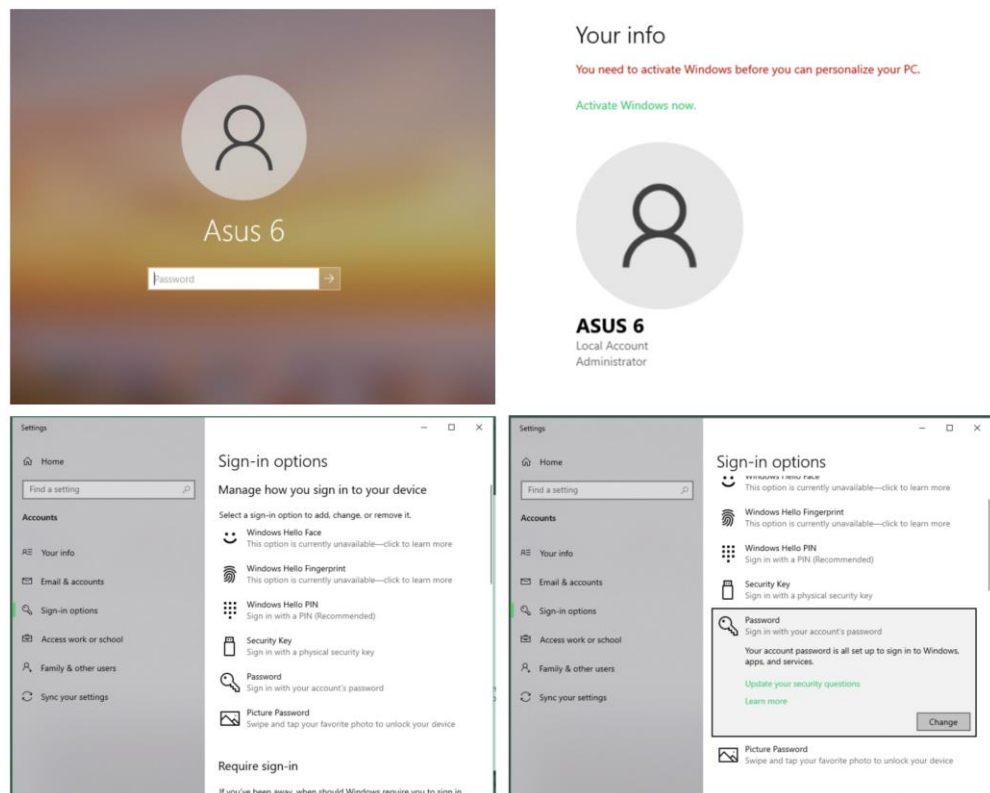 Asus 6
Password
Your info
You need to activate Windows before you can personalize your PC.
Activate Windows now.
ASUS 6
Local Account
Administrator
Settings
Home
Find a setting
Accounts
Your info
Email & accounts
Sign-in options
Access work or school
Family & other users
Sync your settings
Sign-in options
Manage how you sign in to your device
Select a sign-in option to add, change, or remove it.
Windows Hello Face
This option is currently unavailable—click to learn more
Windows Hello Fingerprint
This option is currently unavailable—click to learn more
Windows Hello PIN
Sign in with a PIN (Recommended)
Security Key
Sign in with a physical security key
Password
Sign in with your account's password
Picture Password
Swipe and tap your favorite photo to unlock your device
Require sign-in
If you've been away, when should Windows require you to sign in
Settings
Home
Find a setting
Accounts
Your info
Email & accounts
Sign-in options
Access work or school
Family & other users
Sync your settings
Sign-in options
Windows Hello Face
This option is currently unavailable—click to learn more
Windows Hello Fingerprint
This option is currently unavailable—click to learn more
Windows Hello PIN
Sign in with a PIN (Recommended)
Security Key
Sign in with a physical security key
Password
Sign in with your account's password
Your account password is all set up to sign in to Windows,
apps, and services.
Update your security questions
Learn more
Change
Picture Password
Swipe and tap your favorite photo to unlock your device